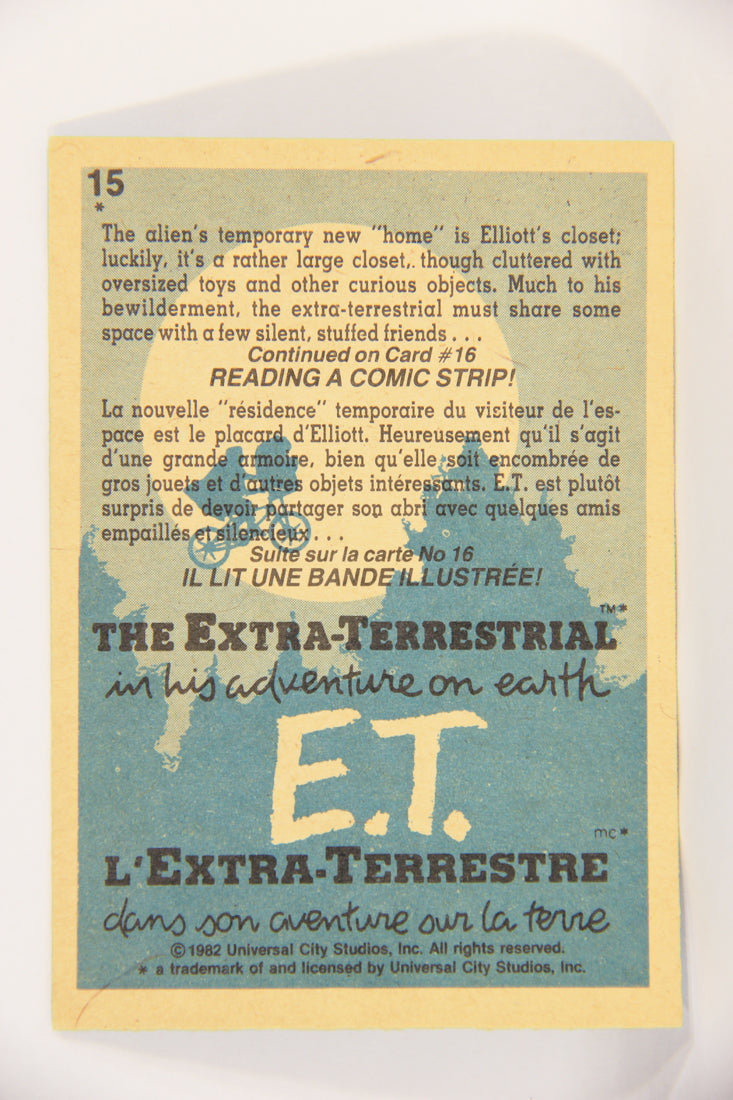 15
*
The alien's temporary new "home" is Elliott's closet;
luckily, it's a rather large closet,. though cluttered with
oversized toys and other curious objects. Much to his
bewilderment, the extra-terrestrial must share some
space with a few silent, stuffed friends . . .
Continued on Card #16
READING A COMIC STRIP!
La nouvelle "résidence" temporaire du visiteur de l'es-
pace est le placard d'Elliott. Heureusement qu'il s'agit
d'une grande armoire, bien qu'elle soit encombrée de
gros jouets et d'autres objets intéressants. E.T. est plutôt
surpris de devoir partager son abri avec quelques amis
empaillés et silencieux . . .
Suite sur la carte No 16
IL LIT UNE BANDE ILLUSTRÉE!
THE EXTRA-TERRESTRIAL™*
in his adventure on earth
E.T.
mc*
L'EXTRA-TERRESTRE
dans son aventure sur la terre
©1982 Universal City Studios, Inc. All rights reserved.
* a trademark of and licensed by Universal City Studios, Inc.